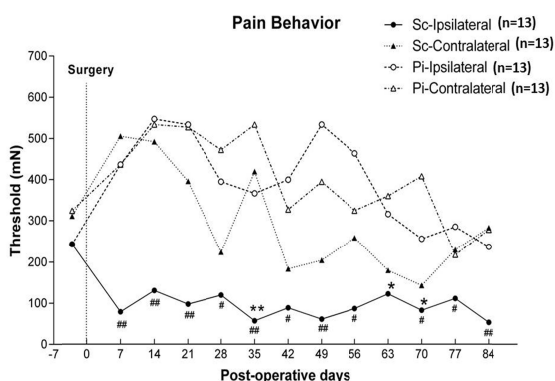 Pain Behavior
Sc-Ipsilateral (n=13)
Sc-Contralateral (n=13)
Pi-Ipsilateral (n=13)
Pi-Contralateral (n=13)
Surgery
Threshold (mN)
700
600
500
400
300
200
100
0
* ** *
## ## ## # ## # ## # # # ##
-7 0 7 14 21 28 35 42 49 56 63 70 77 84
Post-operative days